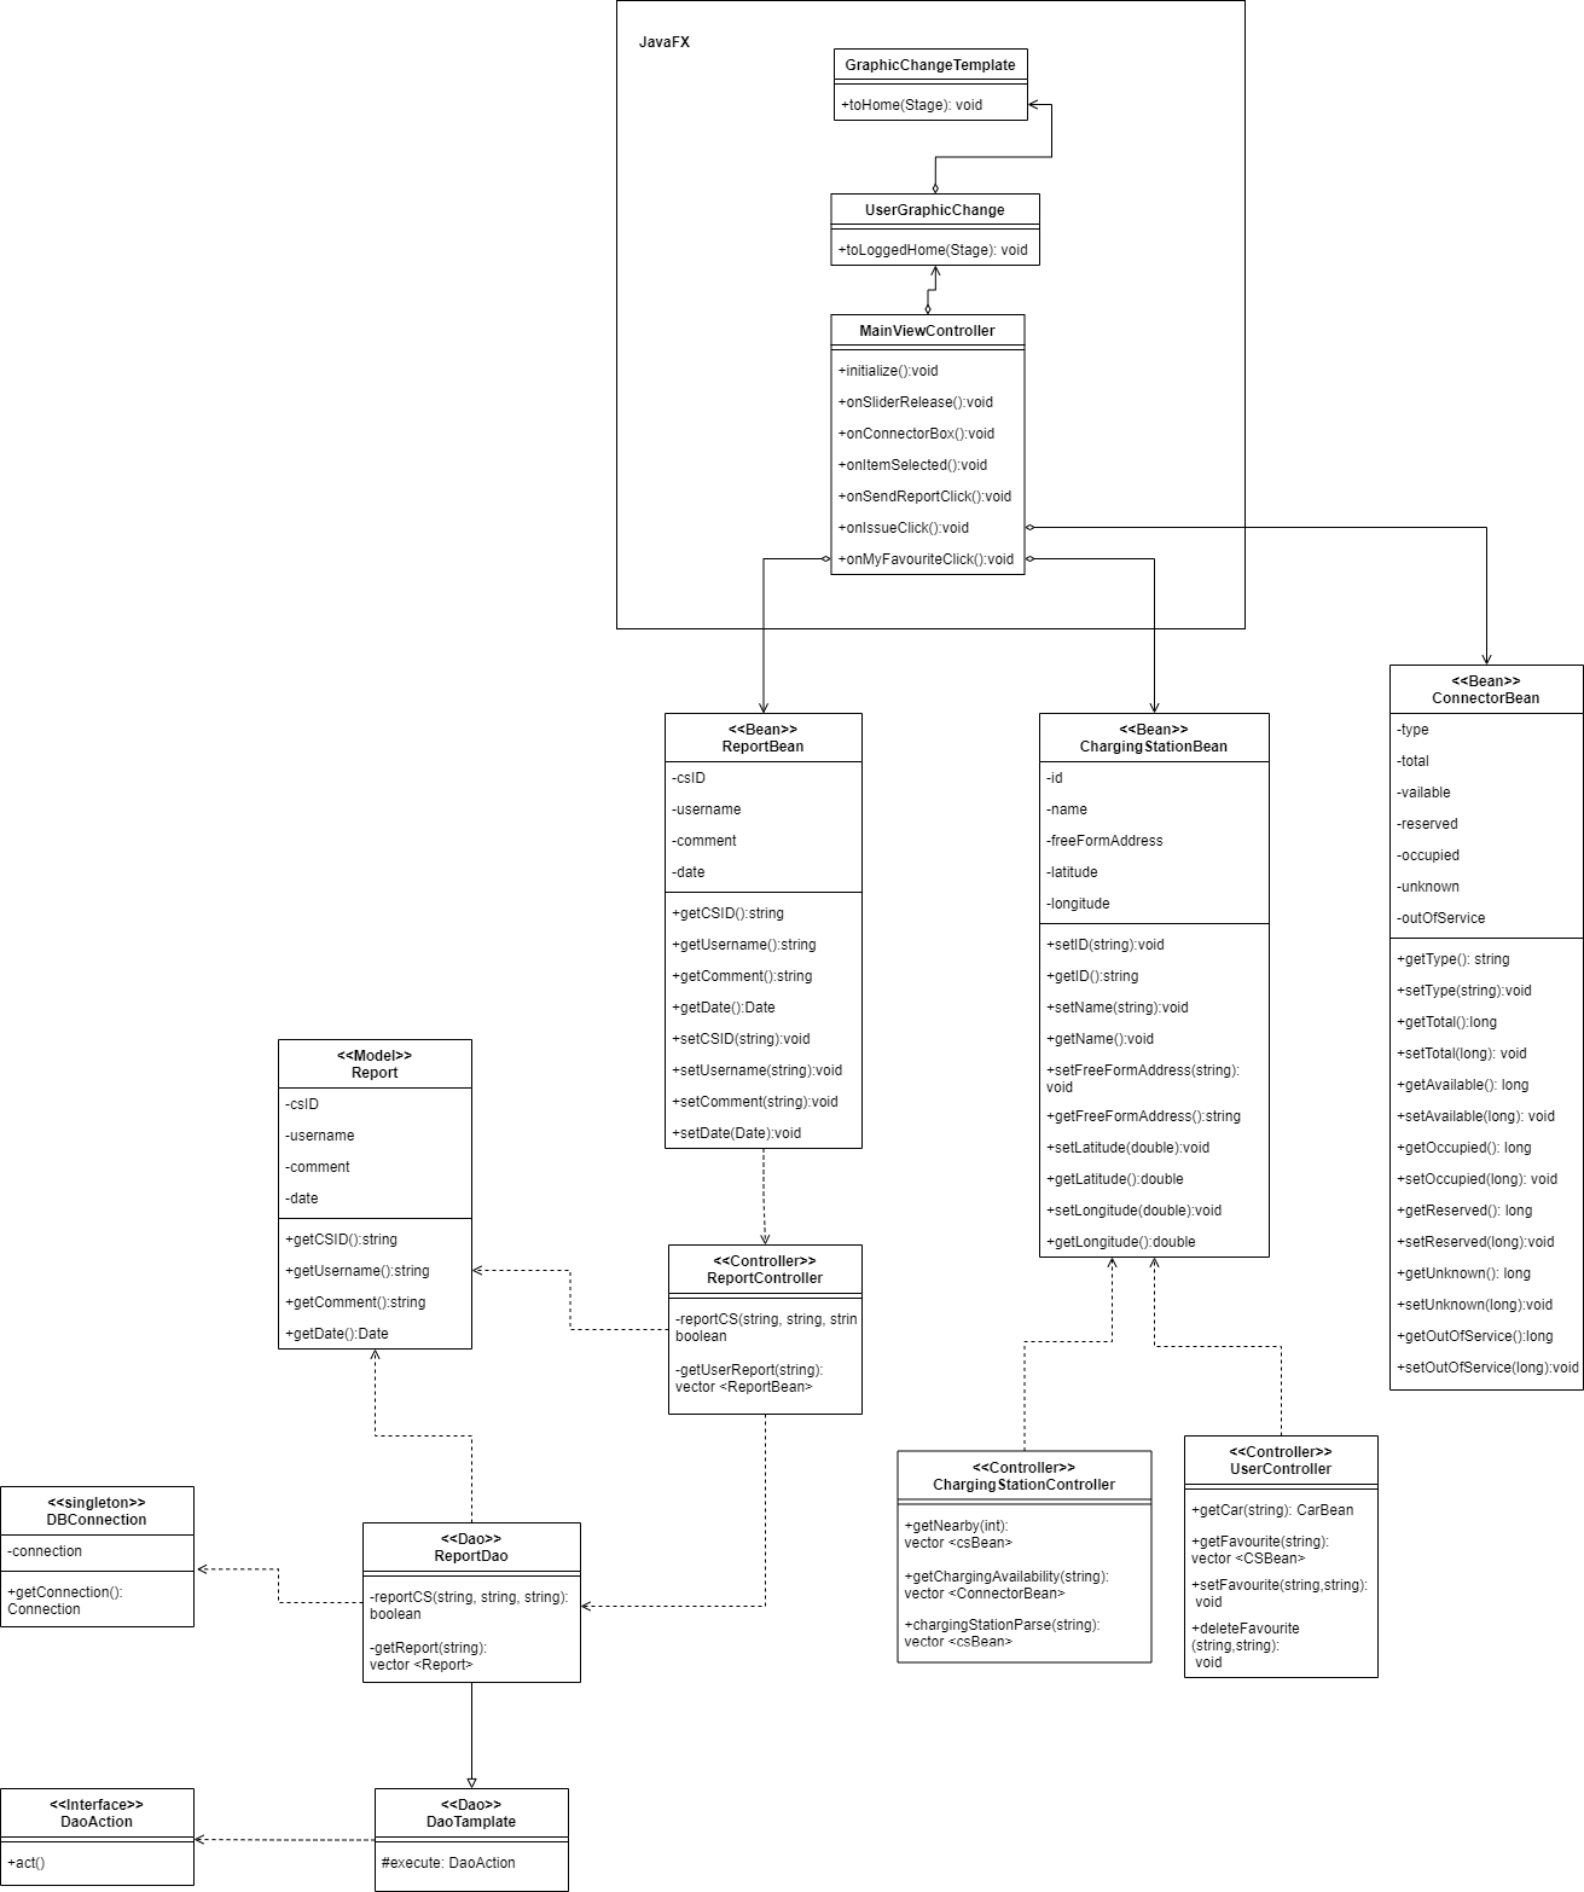 JavaFX
GraphicChangeTemplate
+toHome(Stage): void
UserGraphicChange
+toLoggedHome(Stage): void
MainViewController
+initialize():void
+onSliderRelease():void
+onConnectorBox():void
+onItemSelected():void
+onSendReportClick():void
+onIssueClick():void
+onMyFavouriteClick():void
<<Bean>>
ConnectorBean
-type
-total
-vailable
-reserved
-occupied
-unknown
-outOfService
+getType(): string
+setType(string):void
+getTotal():long
+setTotal(long): void
+getAvailable(): long
+setAvailable(long): void
+getOccupied(): long
+setOccupied(long): void
+getReserved(): long
+setReserved(long):void
+getUnknown(): long
+setUnknown(long):void
+getOutOfService():long
+setOutOfService(long):void
<<Bean>>
ReportBean
-csID
-username
-comment
-date
+getCSID():string
+getUsername():string
+getComment():string
+getDate():Date
+setCSID(string):void
+setUsername(string):void
+setComment(string):void
+setDate(Date):void
<<Bean>>
ChargingStationBean
-id
-name
-freeFormAddress
-latitude
-longitude
+setID(string):void
+getID():string
+setName(string):void
+getName():void
+setFreeFormAddress(string):
void
+getFreeFormAddress():string
+setLatitude(double):void
+getLatitude():double
+setLongitude(double):void
+getLongitude():double
<<Model>>
Report
-csID
-username
-comment
-date
+getCSID():string
+getUsername():string
+getComment():string
+getDate():Date
<<Controller>>
ReportController
-reportCS(string, string, strin
boolean
-getUserReport(string):
vector <ReportBean>
<<Controller>>
ChargingStationController
+getNearby(int):
vector <csBean>
+getChargingAvailability(string):
vector <ConnectorBean>
+chargingStationParse(string):
vector <csBean>
<<Controller>>
UserController
+getCar(string): CarBean
+getFavourite(string):
vector <CSBean>
+setFavourite(string,string):
void
+deleteFavourite
(string,string):
void
<<singleton>>
DBConnection
-connection
+getConnection():
Connection
<<Dao>>
ReportDao
-reportCS(string, string, string):
boolean
-getReport(string):
vector <Report>
<<Interface>>
DaoAction
+act()
<<Dao>>
DaoTamplate
#execute: DaoAction